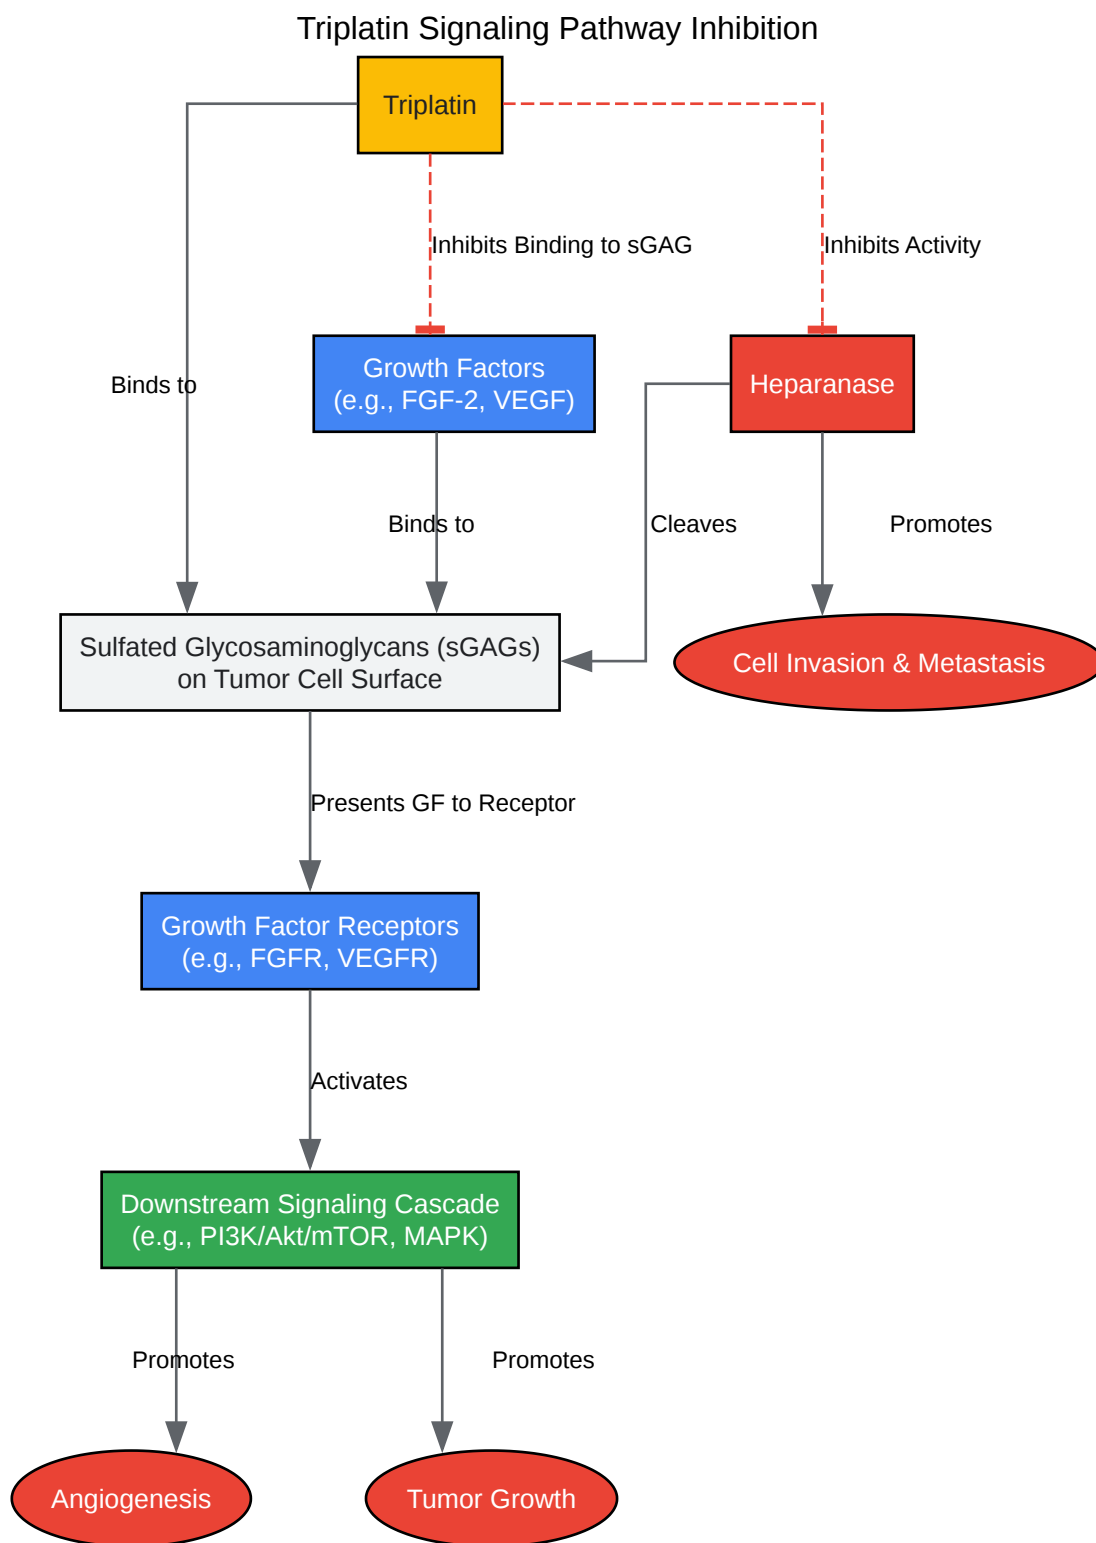 Triplatin Signaling Pathway Inhibition
Triplatin
Inhibits Binding to sGAG
Inhibits Activity
Binds to
Growth Factors
(e.g., FGF-2, VEGF)
Heparanase
Binds to
Cleaves
Promotes
Sulfated Glycosaminoglycans (sGAGs)
on Tumor Cell Surface
Cell Invasion & Metastasis
Presents GF to Receptor
Growth Factor Receptors
(e.g., FGFR, VEGFR)
Activates
Downstream Signaling Cascade
(e.g., PI3K/Akt/mTOR, MAPK)
Promotes
Promotes
Angiogenesis
Tumor Growth